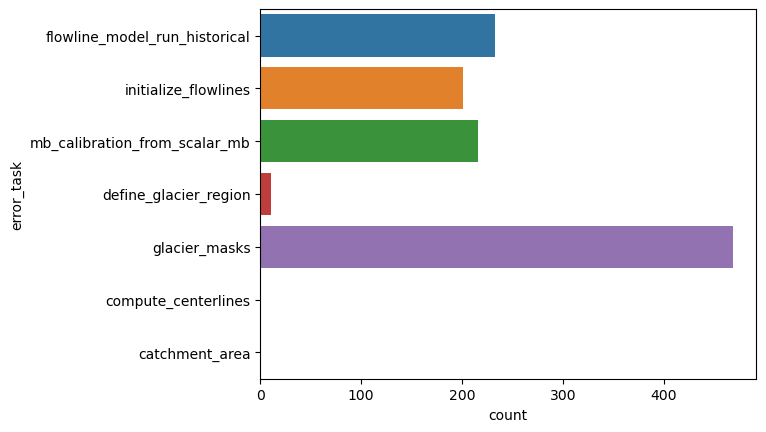 flowline_model_run_historical
initialize_flowlines
mb_calibration_from_scalar_mb
define_glacier_region
glacier_masks
compute_centerlines
catchment_area
error_task
0 100 200 300 400
count